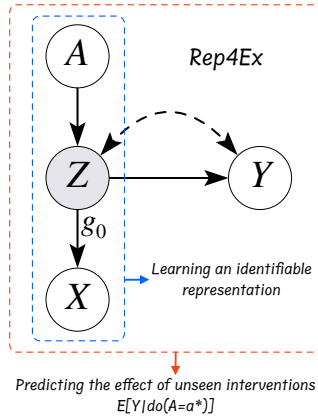 A
Rep4Ex
Z
Y
g₀
X
Learning an identifiable
representation
Predicting the effect of unseen interventions
E[Y|do(A=a*)]